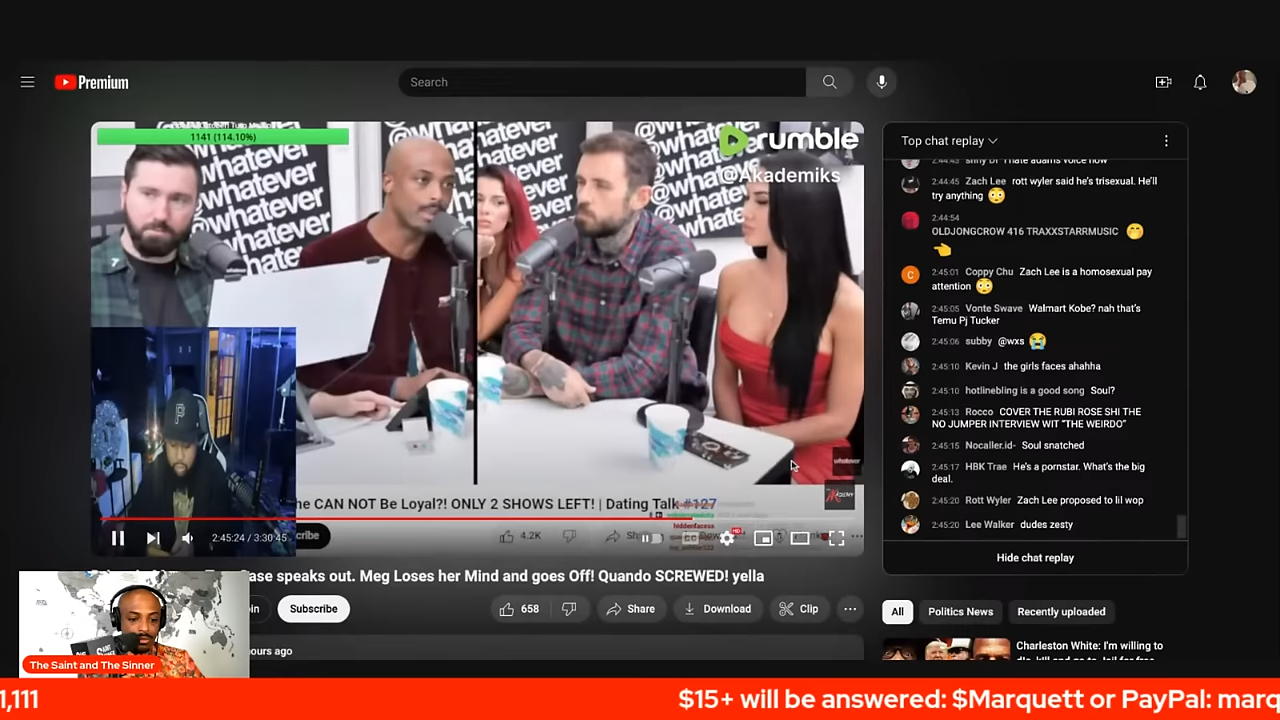 Premium
Search
1141 (114.10%)
@whatever
whatever
rumble
@Akademiks
Top chat replay
2:44:45 Zach Lee rott wyler said he's trisexual. He'll
try anything
2:44:54
OLDJONGCROW 416 TRAXXSTARRMUSIC
2:45:01 Coppy Chu Zach Lee is a homosexual pay
attention
2:45:05 Vonte Swave Walmart Kobe? nah that's
Temu Pj Tucker
2:45:06 subby @wxs
2:45:10 Kevin J the girls faces ahahha
2:45:10 hotlinebling is a good song Soul?
2:45:13 Rocco COVER THE RUBI ROSE SHI THE
NO JUMPER INTERVIEW WIT "THE WEIRDO"
2:45:15 Nocaller.id- Soul snatched
2:45:17 HBK Trae He's a pornstar. What's the big
deal.
2:45:20 Rott Wyler Zach Lee proposed to lil wop
2:45:20 Lee Walker dudes zesty
Hide chat replay
he CAN NOT Be Loyal?! ONLY 2 SHOWS LEFT! | Dating Talk #127
4.2K
2:45:24 / 3:30:45
ase speaks out. Meg Loses her Mind and goes Off! Quando SCREWED! yella
Subscribe
658
Share
Download
Clip
All
Politics News
Recently uploaded
ours ago
Charleston White: I'm willing to
The Saint and The Sinner
1,111
$15+ will be answered: $Marquett or PayPal: marq